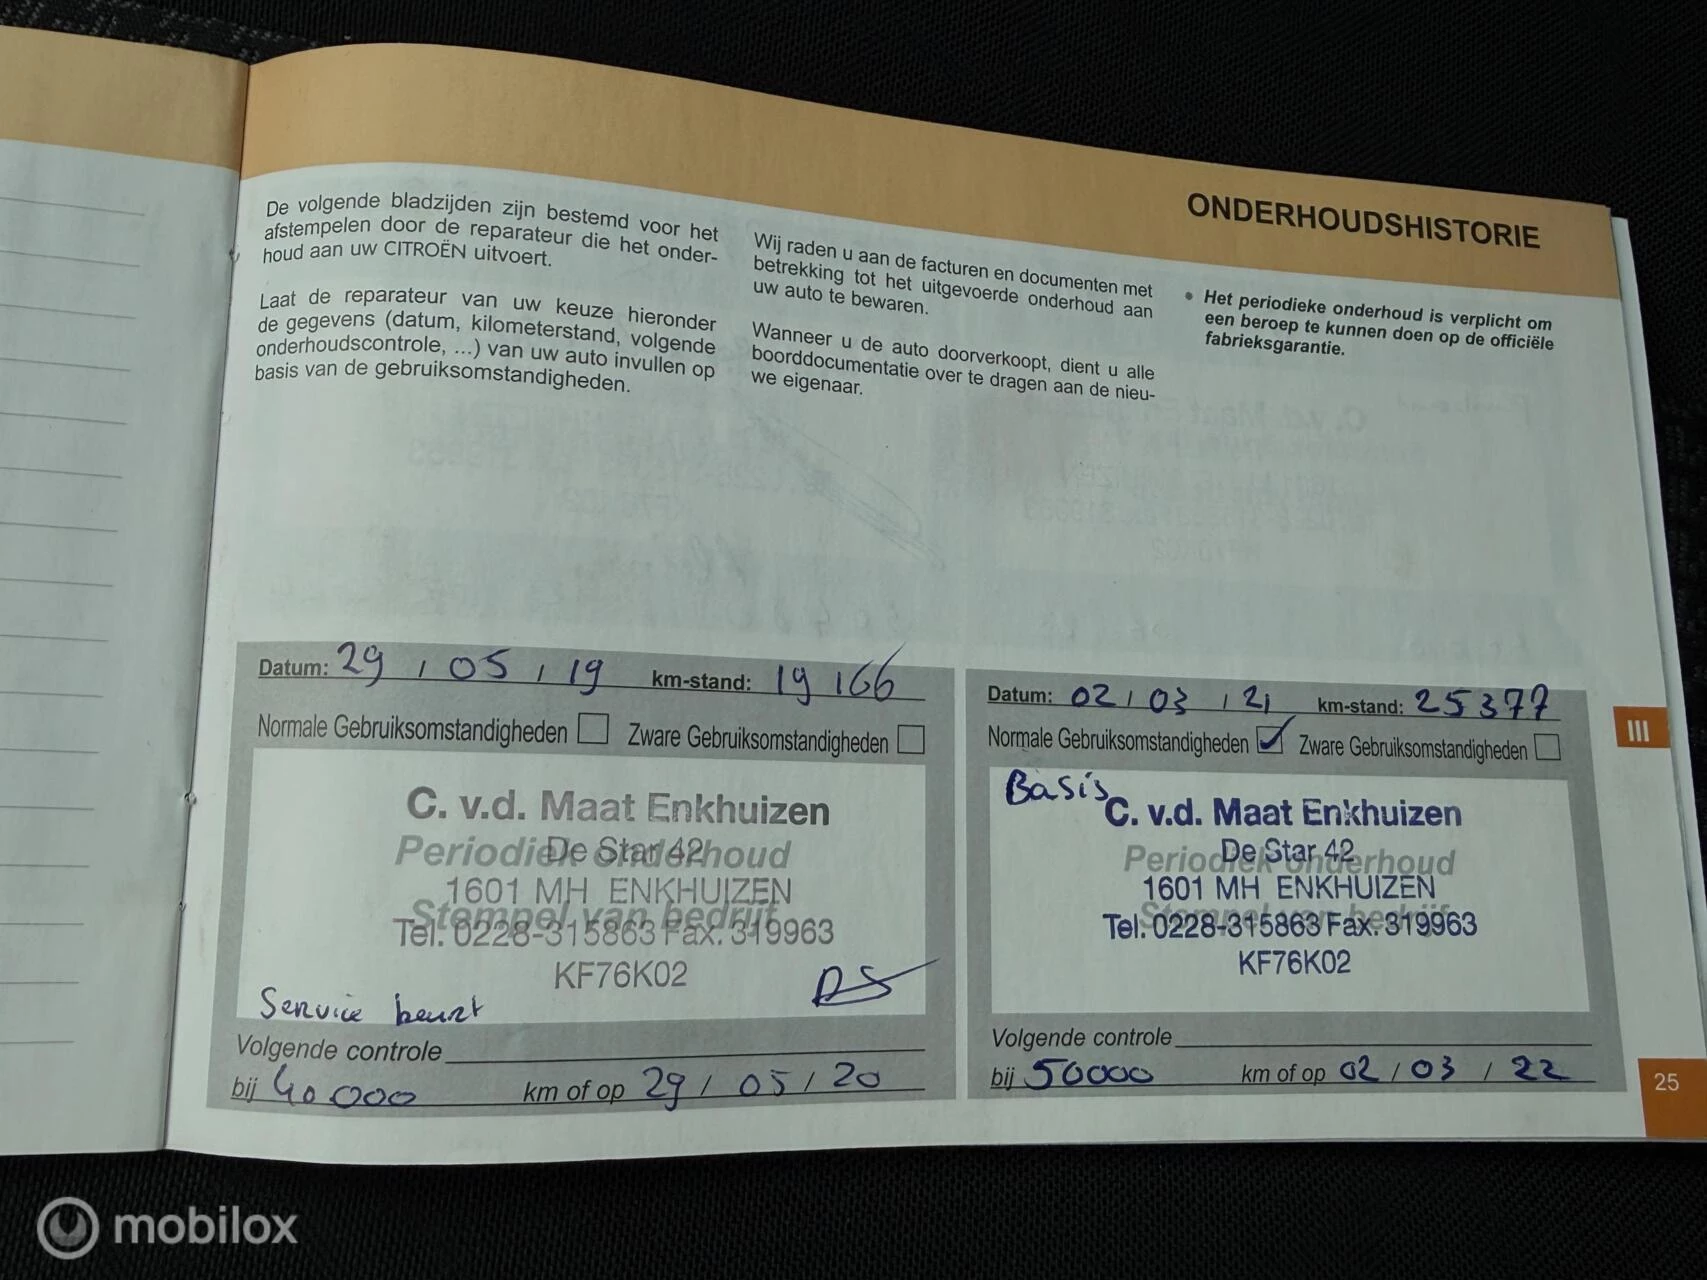 ONDERHOUDSHISTORIE
De volgende bladzijden zijn bestemd voor het
afstempelen door de reparateur die het onder-
houd aan uw CITROËN uitvoert.
Laat de reparateur van uw keuze hieronder
de gegevens (datum, kilometerstand, volgende
onderhoudscontrole, ...) van uw auto invullen op
basis van de gebruiksomstandigheden.
Wij raden u aan de facturen en documenten met
betrekking tot het uitgevoerde onderhoud aan
uw auto te bewaren.
Wanneer u de auto doorverkoopt, dient u alle
boorddocumentatie over te dragen aan de nieu-
we eigenaar.
• Het periodieke onderhoud is verplicht om
een beroep te kunnen doen op de officiële
fabrieksgarantie.
Datum: 29 / 05 / 19 km-stand: 19166
Normale Gebruiksomstandigheden Zware Gebruiksomstandigheden
C. v.d. Maat Enkhuizen
Periodiek onderhoud
De Star 42
1601 MH ENKHUIZEN
Stempel van bedrijf
Tel. 0228-315863 Fax. 319963
KF76K02
Service beurt
Volgende controle
bij 40000 km of op 29 / 05 / 20
Datum: 02 / 03 / 21 km-stand: 25377
Normale Gebruiksomstandigheden Zware Gebruiksomstandigheden
Basis
C. v.d. Maat Enkhuizen
Periodiek onderhoud
De Star 42
1601 MH ENKHUIZEN
Stempel van bedrijf
Tel. 0228-315863 Fax. 319963
KF76K02
Volgende controle
bij 50000 km of op 02 / 03 / 22
III
25
mobilox